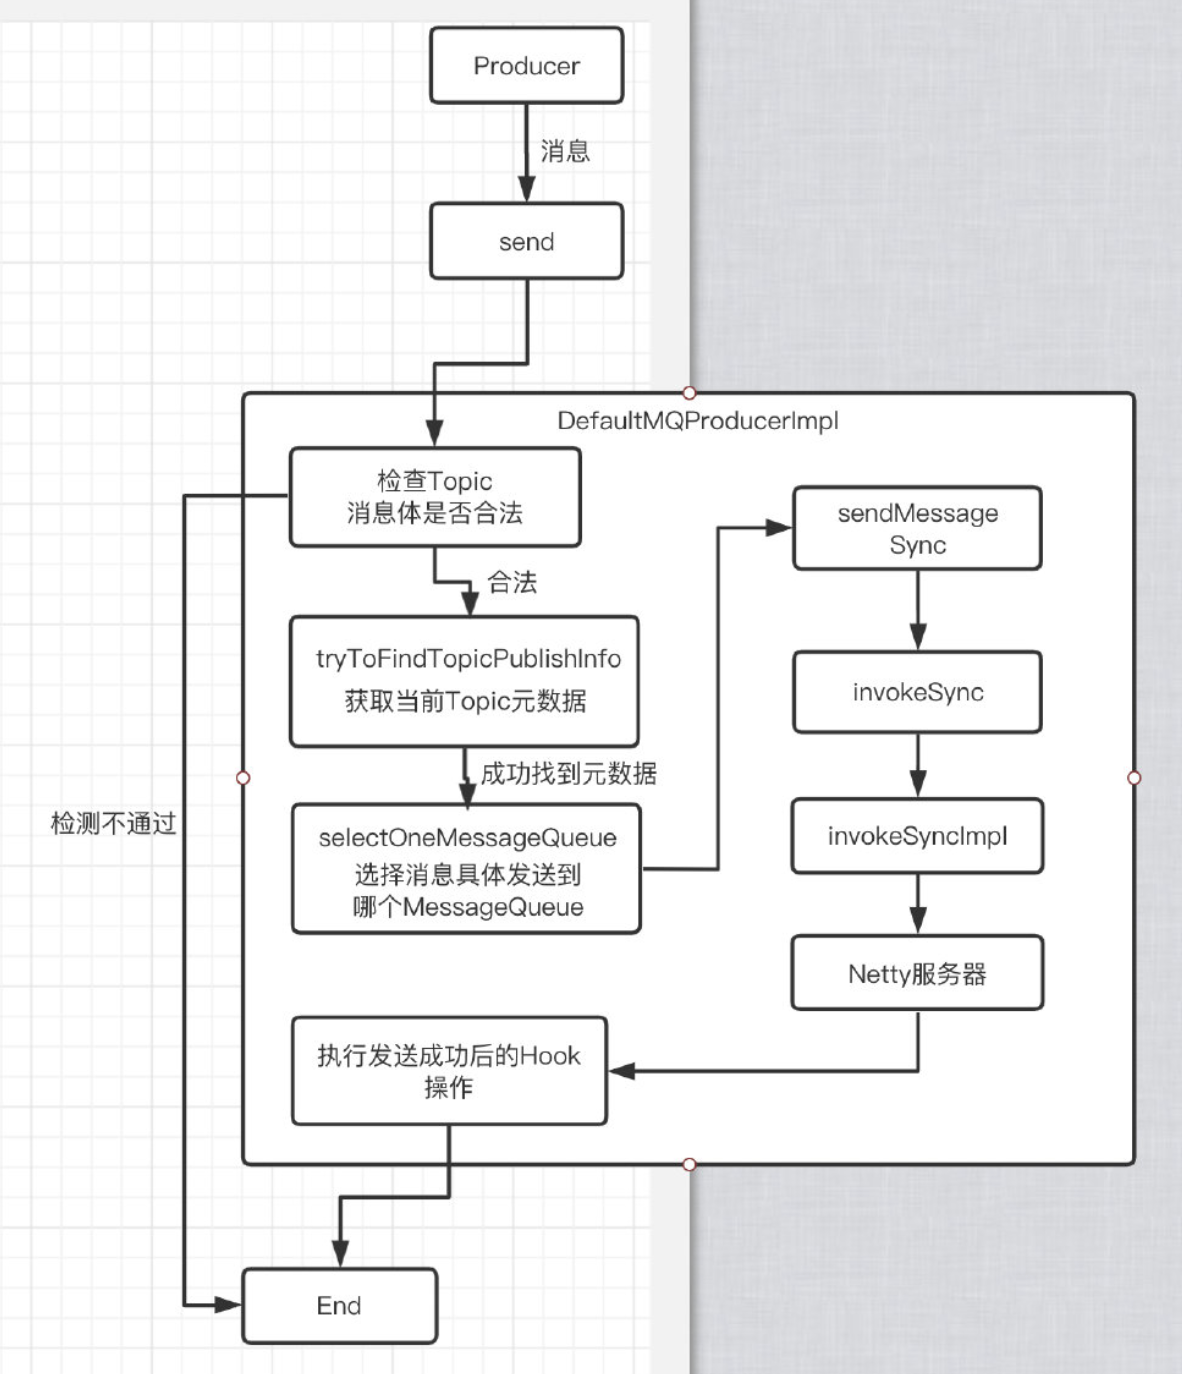 Producer
消息
send
DefaultMQProducerImpl
检查Topic
消息体是否合法
合法
tryToFindTopicPublishInfo
获取当前Topic元数据
成功找到元数据
检测不通过
selectOneMessageQueue
选择消息具体发送到
哪个MessageQueue
sendMessage
Sync
invokeSync
invokeSyncImpl
Netty服务器
执行发送成功后的Hook
操作
End